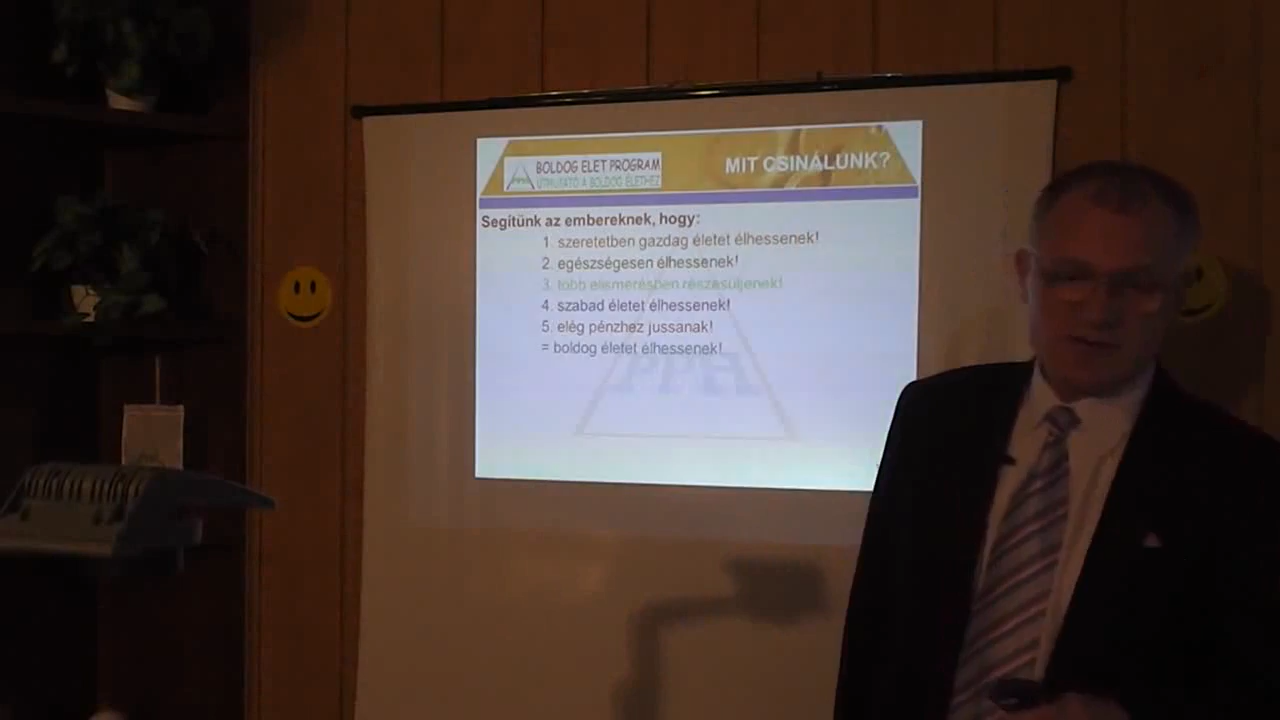 BOLDOG ELET PROGRAM
ÚTMUTATÓ A BOLDOG ÉLETHEZ
MIT CSINÁLUNK?
Segítünk az embereknek, hogy:
1. szeretetben gazdag életet élhessenek!
2. egészségesen élhessenek!
3. több elismerésben részesüljenek!
4. szabad életet élhessenek!
5. elég pénzhez jussanak!
= boldog életet élhessenek!
PPH